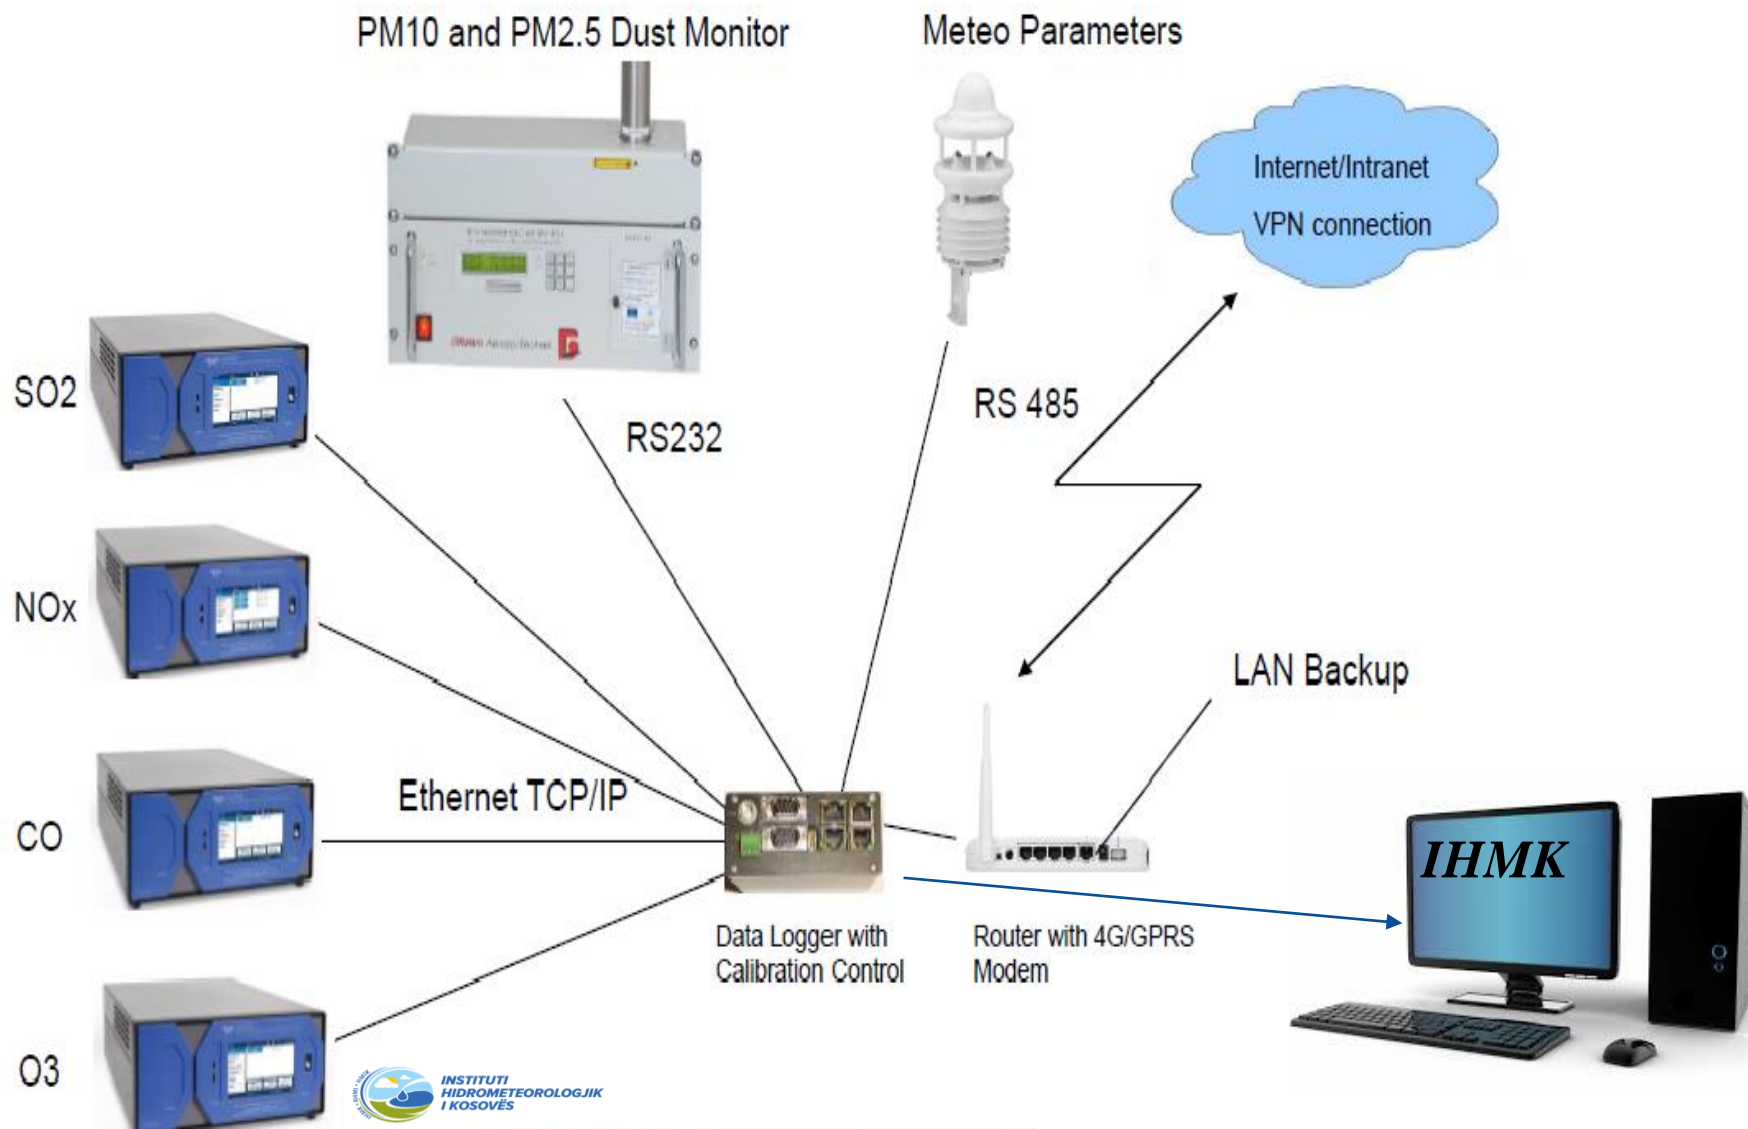 PM10 and PM2.5 Dust Monitor
Meteo Parameters
Internet/Intranet
VPN connection
SO2
RS232
RS 485
NOx
LAN Backup
Ethernet TCP/IP
CO
IHMK
Data Logger with
Calibration Control
Router with 4G/GPRS
Modem
O3
INSTITUTI
HIDROMETEOROLOGJIK
I KOSOVËS